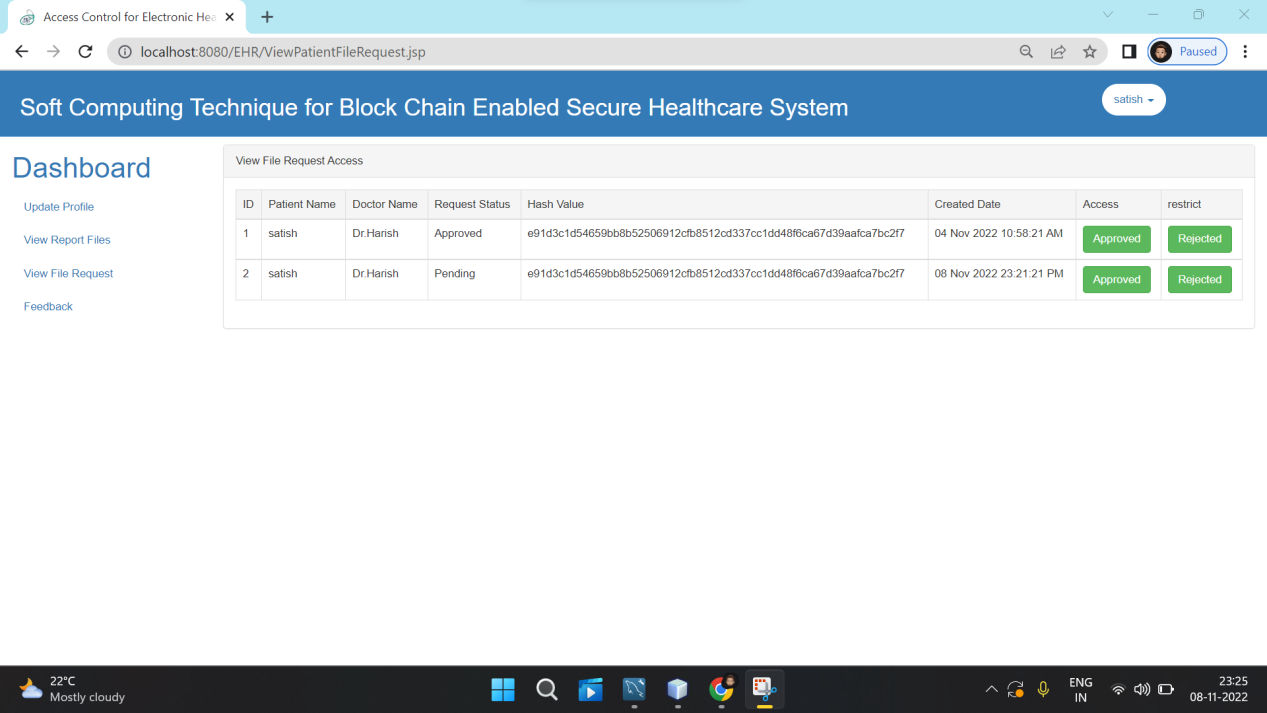 Access Control for Electronic Hea
localhost:8080/EHR/ViewPatientFileRequest.jsp
Paused
Soft Computing Technique for Block Chain Enabled Secure Healthcare System
satish
Dashboard
Update Profile
View Report Files
View File Request
Feedback
View File Request Access
ID Patient Name Doctor Name Request Status Hash Value Created Date Access restrict
1 satish Dr.Harish Approved e91d3c1d54659bb8b52506912cfb8512cd337cc1dd48f6ca67d39aafca7bc2f7 04 Nov 2022 10:58:21 AM Approved Rejected
2 satish Dr.Harish Pending e91d3c1d54659bb8b52506912cfb8512cd337cc1dd48f6ca67d39aafca7bc2f7 08 Nov 2022 23:21:21 PM Approved Rejected
22°C
Mostly cloudy
ENG
IN
23:25
08-11-2022